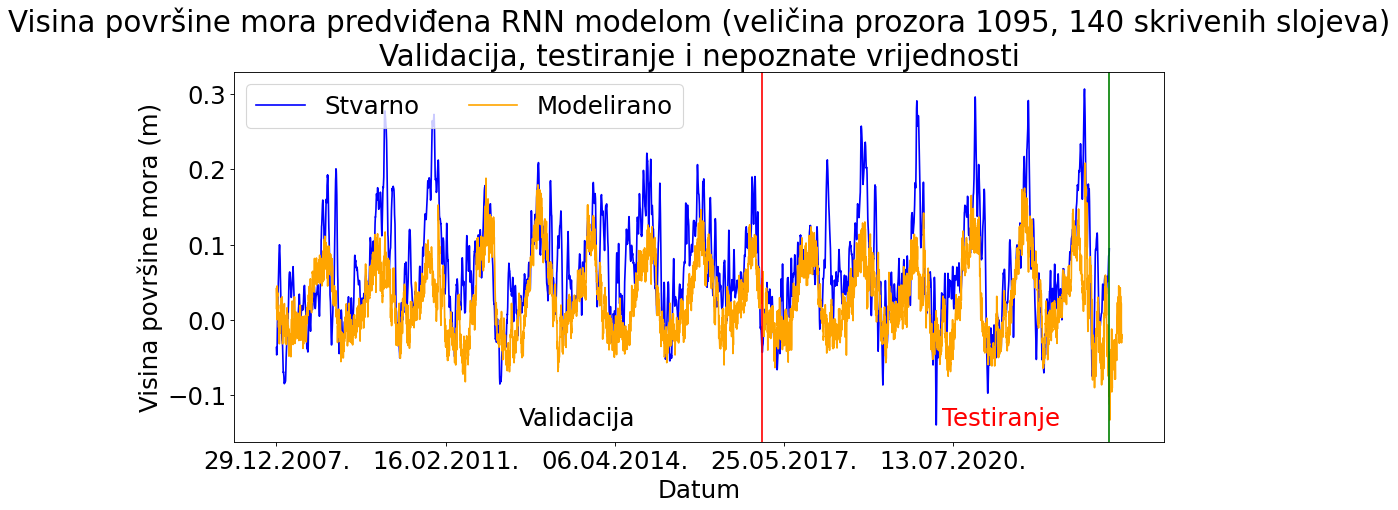 Visina površine mora predviđena RNN modelom (veličina prozora 1095, 140 skrivenih slojeva)
Validacija, testiranje i nepoznate vrijednosti
Stvarno Modelirano
Visina površine mora (m)
0.3
0.2
0.1
0.0
−0.1
Validacija
Testiranje
29.12.2007. 16.02.2011. 06.04.2014. 25.05.2017. 13.07.2020.
Datum